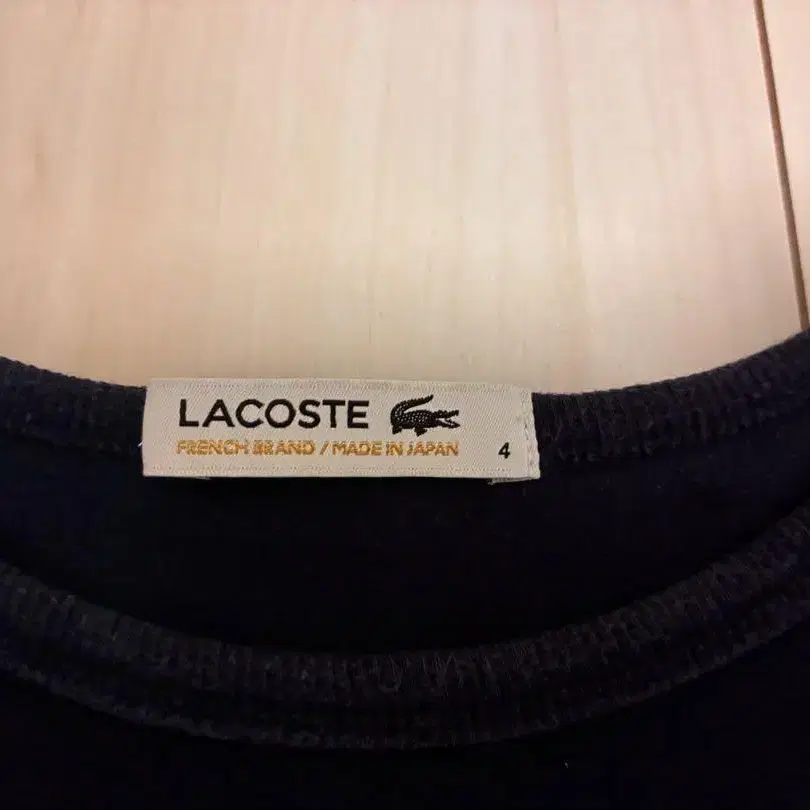 LACOSTE
FRENCH BRAND / MADE IN JAPAN
4